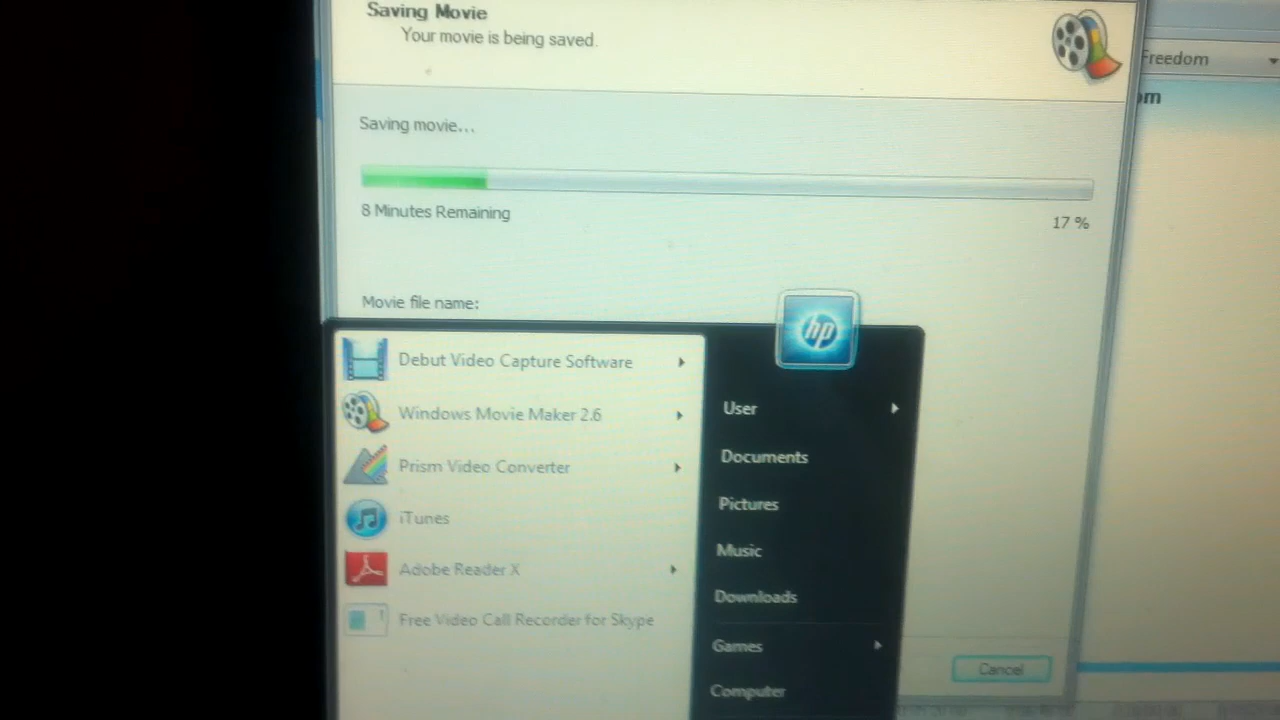 Saving Movie
Your movie is being saved.
Freedom
om
Saving movie...
8 Minutes Remaining
17 %
Movie file name:
hp
Debut Video Capture Software
Windows Movie Maker 2.6
Prism Video Converter
iTunes
Adobe Reader X
Free Video Call Recorder for Skype
User
Documents
Pictures
Music
Downloads
Games
Computer
Cancel